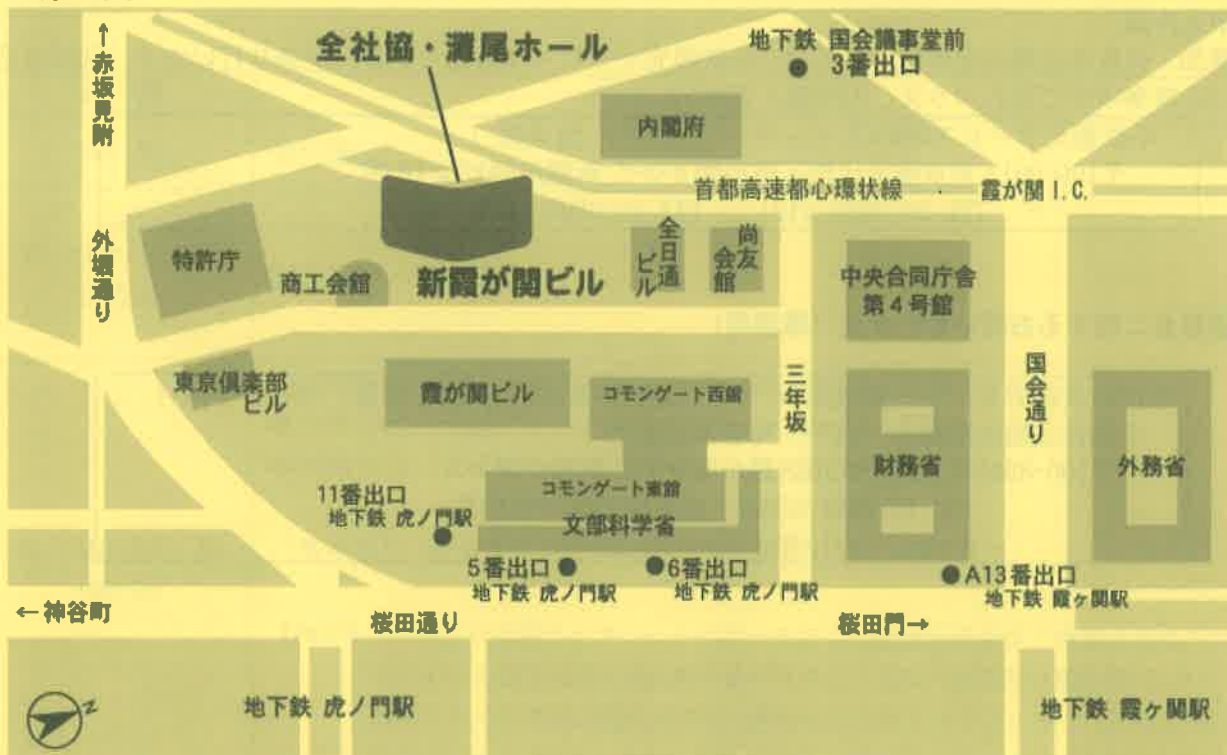 ↑赤坂見附
全社協・灘尾ホール
地下鉄 国会議事堂前
3番出口
内閣府
首都高速都心環状線
霞が関 I.C.
外堀通り
特許庁
商工会館
新霞が関ビル
全日通
ビル
尚友
会館
中央合同庁舎
第4号館
東京倶楽部
ビル
霞が関ビル
コモンゲート西館
三年坂
国会通り
財務省
外務省
コモンゲート東館
文部科学省
11番出口
地下鉄 虎ノ門駅
5番出口
地下鉄 虎ノ門駅
6番出口
地下鉄 虎ノ門駅
A13番出口
地下鉄 霞ヶ関駅
←神谷町
桜田通り
桜田門→
Z
地下鉄 虎ノ門駅
地下鉄 霞ヶ関駅